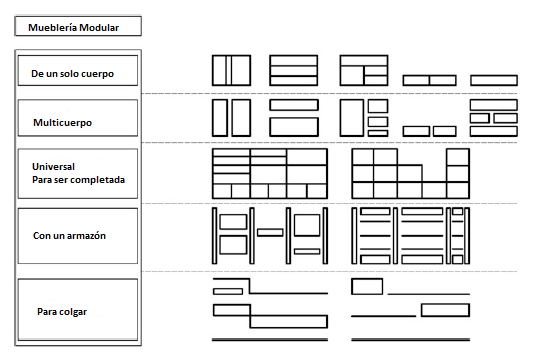 Mueblería Modular
De un solo cuerpo
Multicuerpo
Universal
Para ser completada
Con un armazón
Para colgar